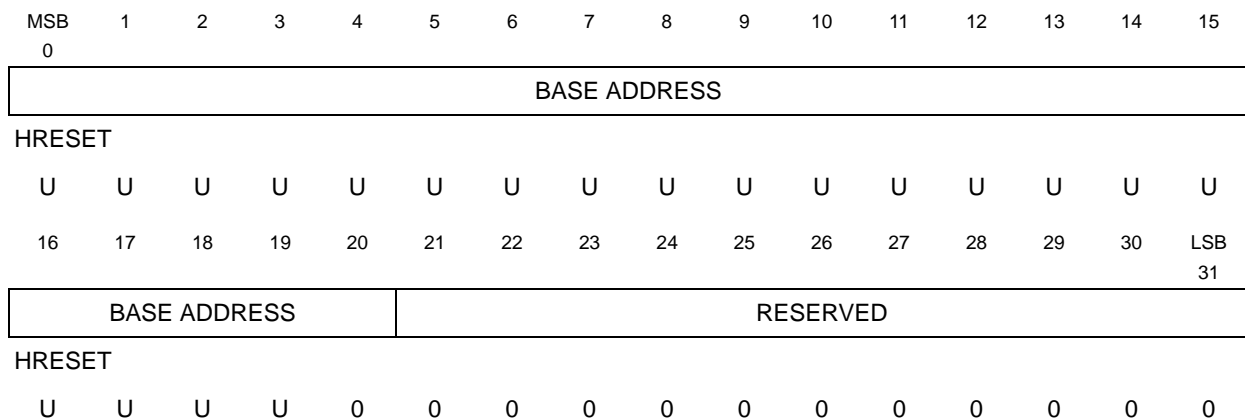 MSB 1 2 3 4 5 6 7 8 9 10 11 12 13 14 15
0
BASE ADDRESS
HRESET
U U U U U U U U U U U U U U U U
16 17 18 19 20 21 22 23 24 25 26 27 28 29 30 LSB
31
BASE ADDRESS RESERVED
HRESET
U U U U 0 0 0 0 0 0 0 0 0 0 0 0